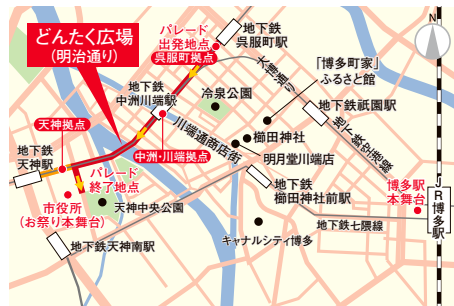 どんたく広場
(明治通り)
パレード
出発地点
呉服町拠点
地下鉄
呉服町駅
N
大博通り
「博多町家」
ふるさと館
地下鉄
中洲川端駅
冷泉公園
地下鉄祇園駅
地下鉄空港線
天神拠点
川端通商店街
櫛田神社
地下鉄
天神駅
中洲・川端拠点
明月堂川端店
パレード
終了地点
地下鉄
櫛田神社前駅
博多駅
本舞台
JR博多駅
市役所
(お祭り本舞台)
天神中央公園
地下鉄七隈線
キャナルシティ博多
地下鉄天神南駅